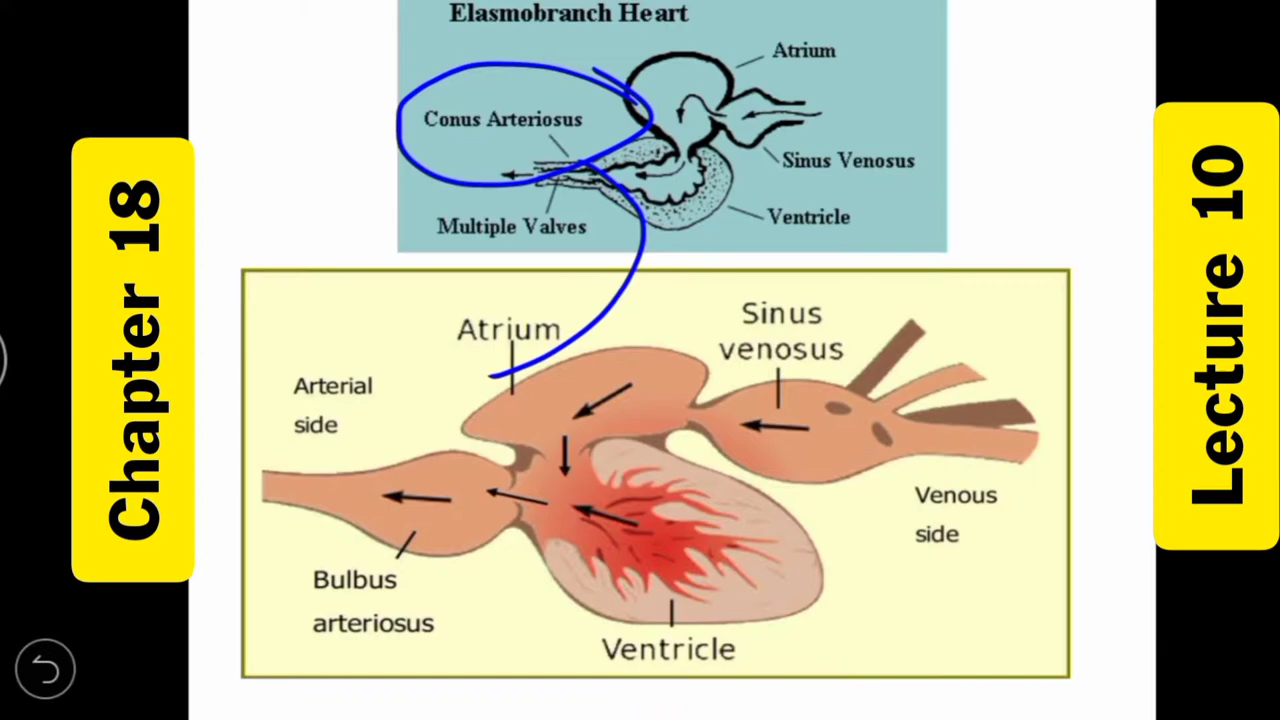 Elasmobranch Heart
Atrium
Conus Arteriosus
Sinus Venosus
Ventricle
Multiple Valves
Chapter 18
Lecture 10
Atrium
Sinus
venosus
Arterial
side
Venous
side
Bulbus
arteriosus
Ventricle